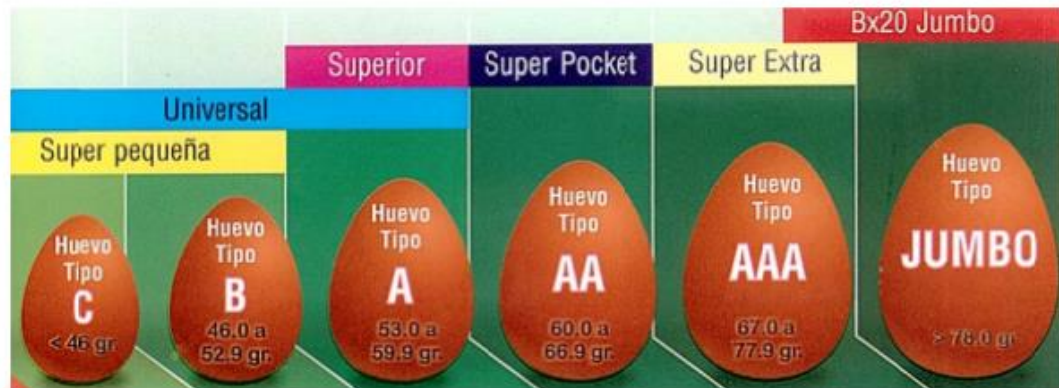 Bx20 Jumbo
Superior
Super Pocket
Super Extra
Universal
Super pequeña
Huevo
Tipo
C
< 46 gr.
Huevo
Tipo
B
46.0 a
52.9 gr.
Huevo
Tipo
A
53.0 a
59.9 gr.
Huevo
Tipo
AA
60.0 a
66.9 gr.
Huevo
Tipo
AAA
67.0 a
77.9 gr.
Huevo
Tipo
JUMBO
> 78.0 gr.